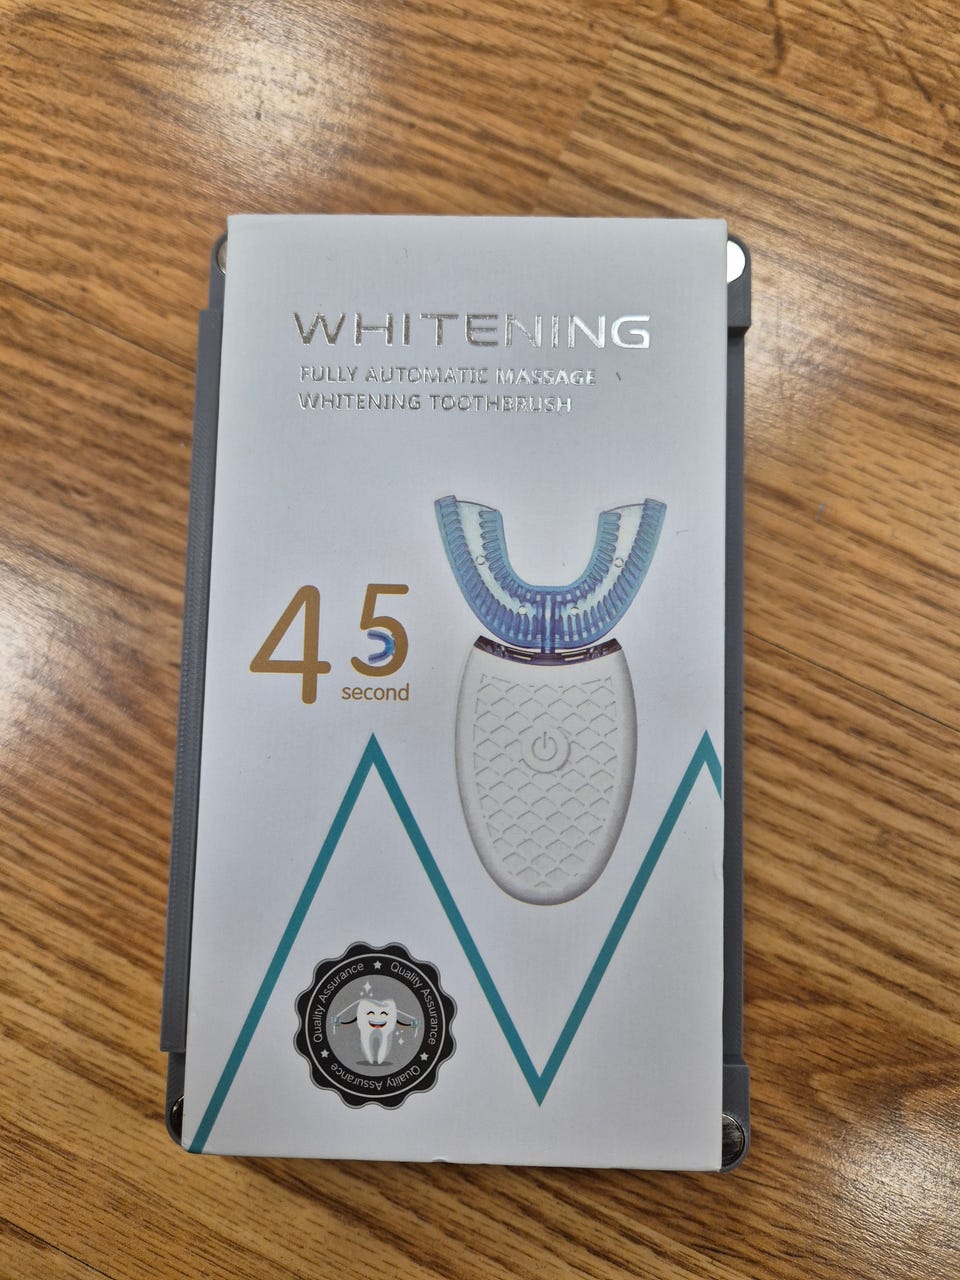 WHITENING
FULLY AUTOMATIC MASSAGE
WHITENING TOOTHBRUSH
45
second
Quality Assurance ★ Quality Assurance ★ Quality Assurance ★